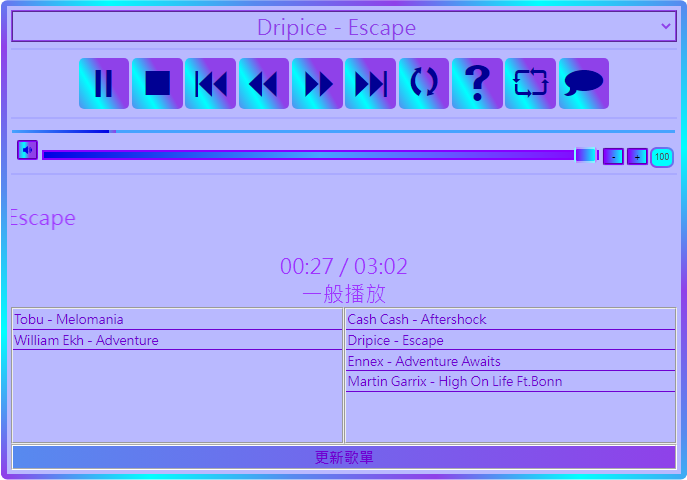 Dripice - Escape
?
- + 100
Escape
00:27 / 03:02
一般播放
Tobu - Melomania
William Ekh - Adventure
Cash Cash - Aftershock
Dripice - Escape
Ennex - Adventure Awaits
Martin Garrix - High On Life Ft.Bonn
更新歌單